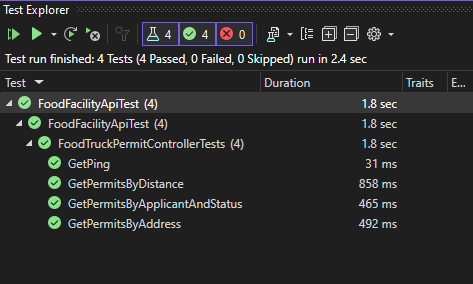 Test Explorer
4 4 0
Test run finished: 4 Tests (4 Passed, 0 Failed, 0 Skipped) run in 2.4 sec
Test Duration Traits E...
FoodFacilityApiTest (4) 1.8 sec
FoodFacilityApiTest (4) 1.8 sec
FoodTruckPermitControllerTests (4) 1.8 sec
GetPing 31 ms
GetPermitsByDistance 858 ms
GetPermitsByApplicantAndStatus 465 ms
GetPermitsByAddress 492 ms